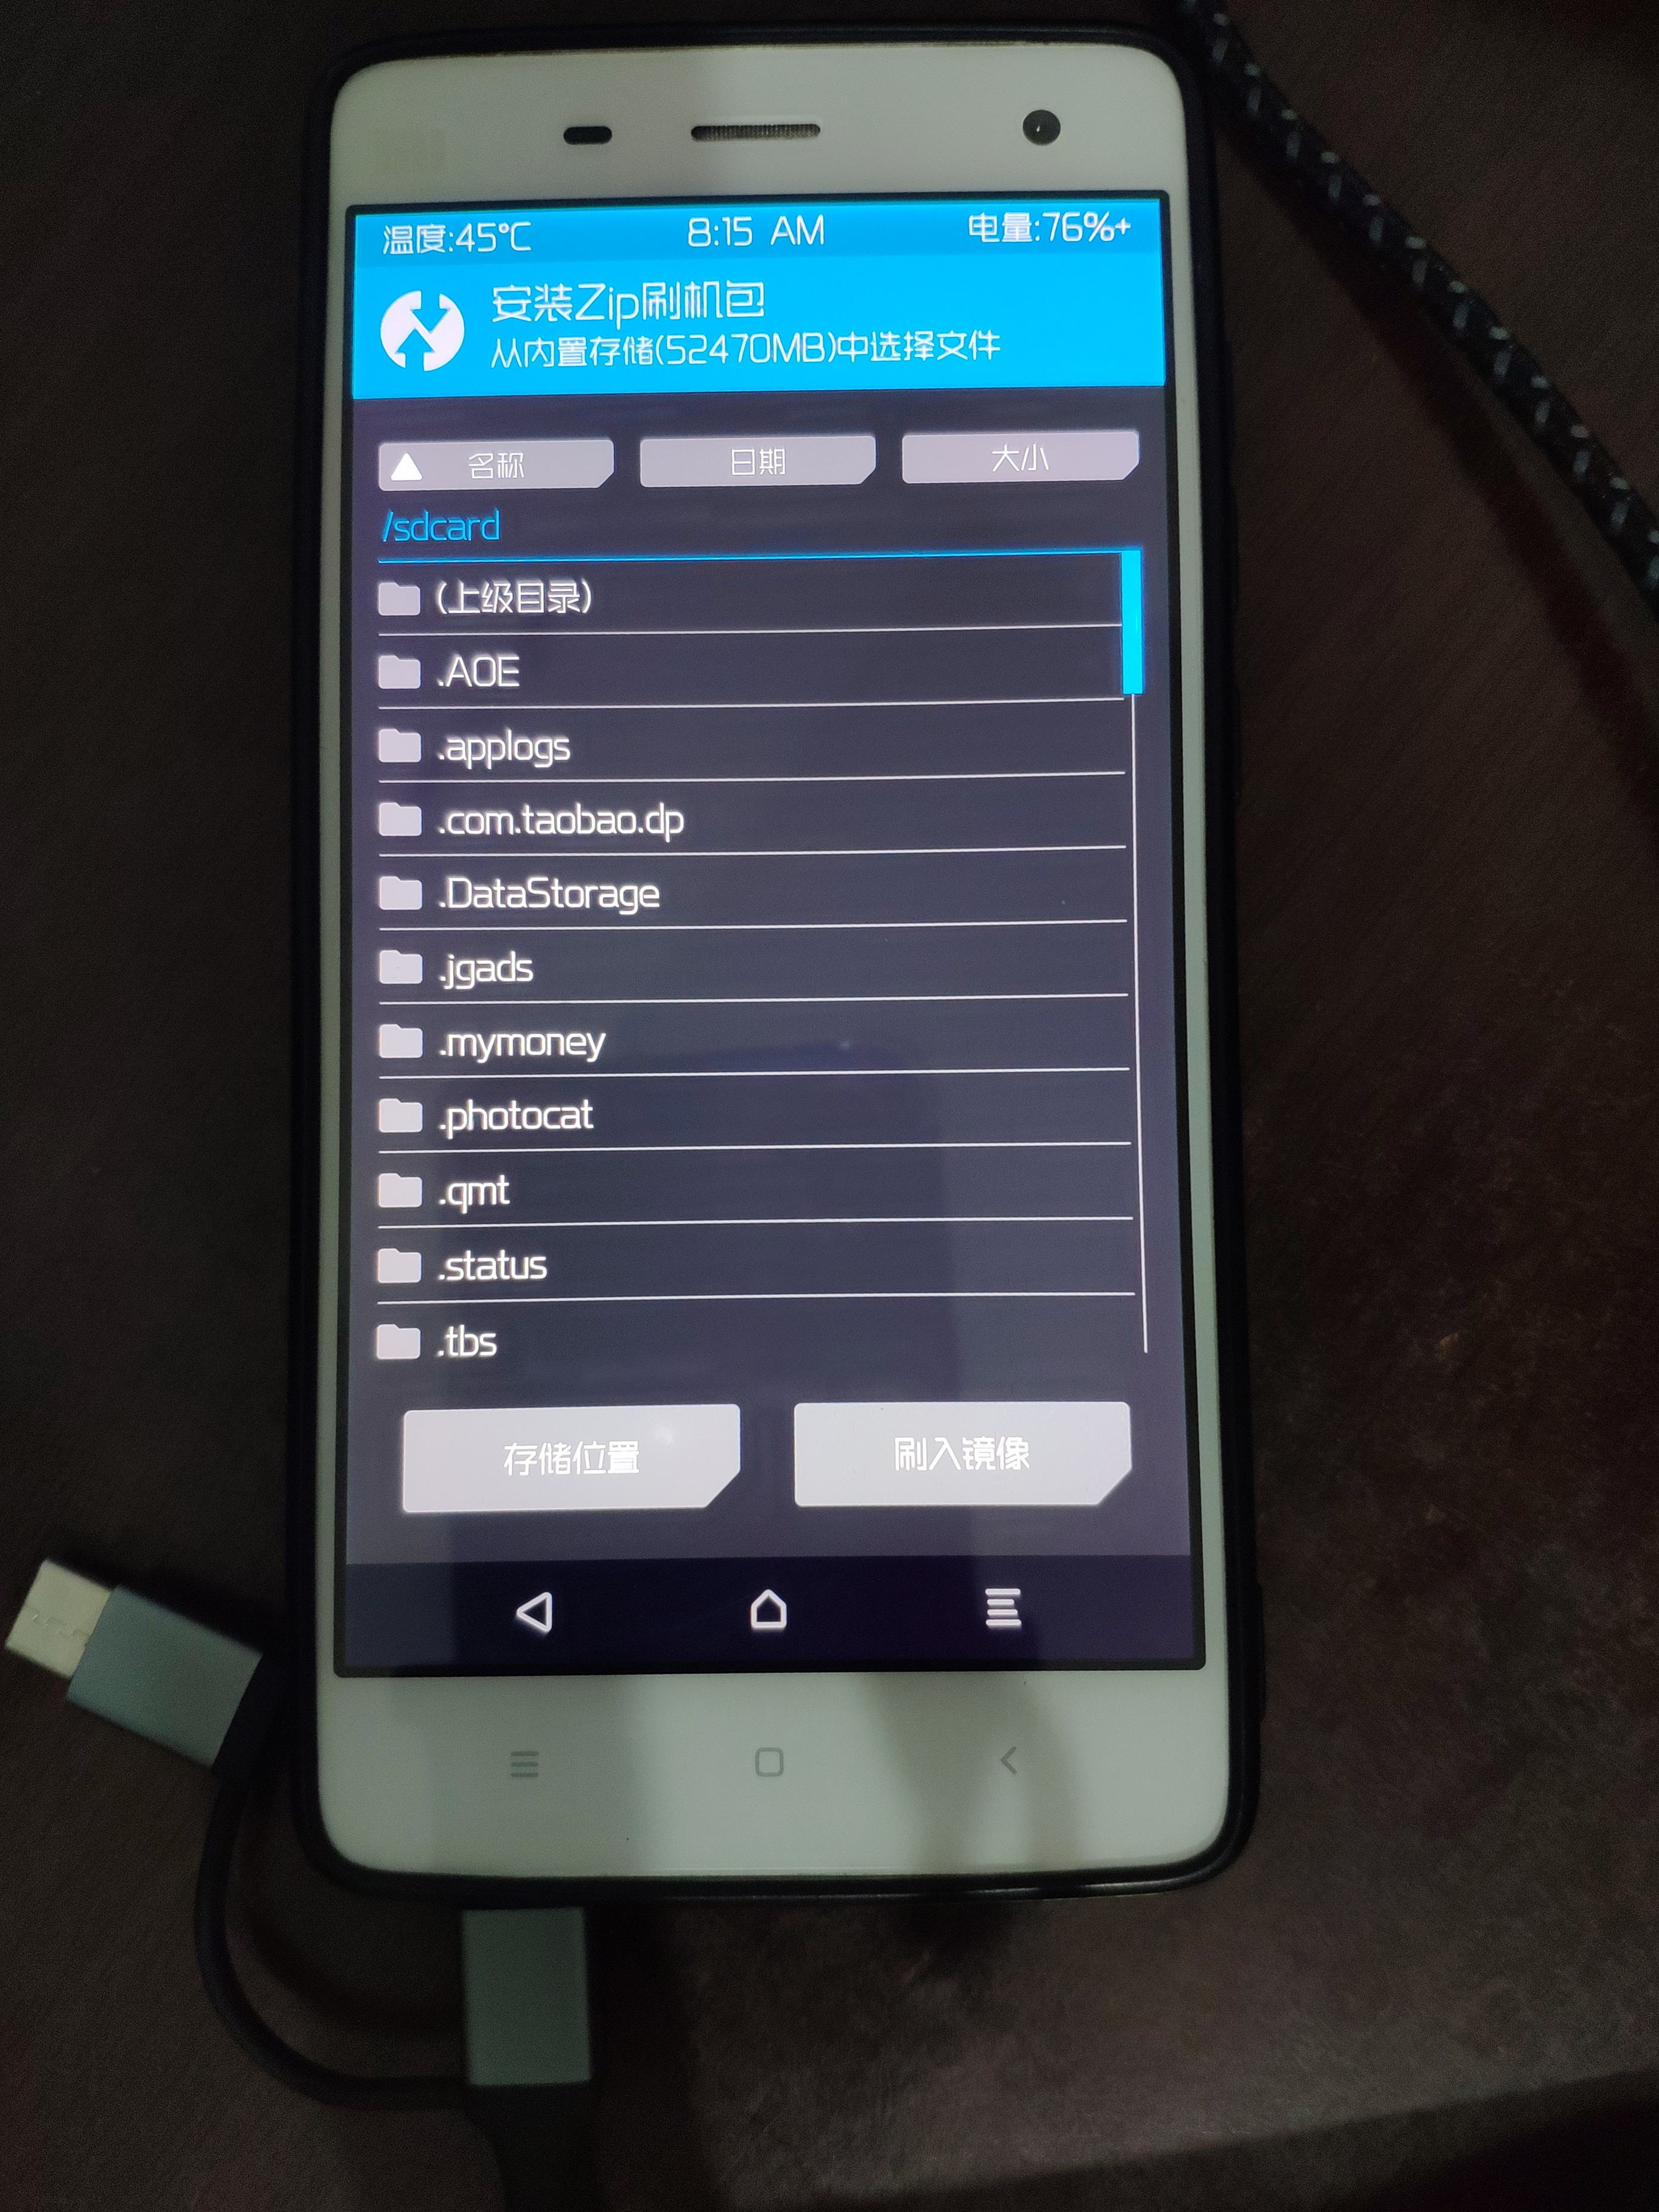 温度:45°C 8:15 AM 电量:76%+
安装Zip刷机包
从内置存储(52470MB)中选择文件
名称 日期 大小
/sdcard
(上级目录)
.AOE
.applogs
.com.taobao.dp
.DataStorage
.jgads
.mymoney
.photocat
.qmt
.status
.tbs
存储位置 刷入镜像